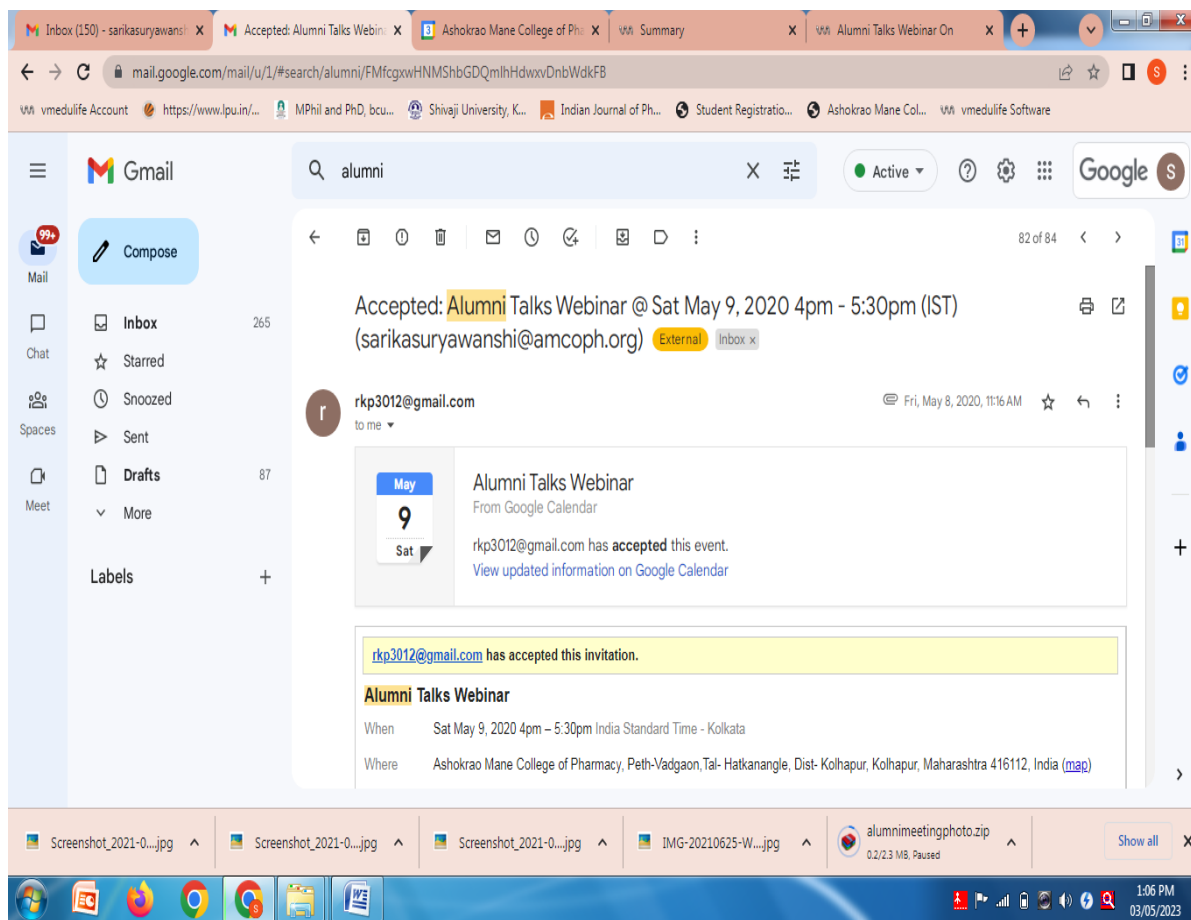 Inbox (150) - sarikasuryawansh
Accepted: Alumni Talks Webin
Ashokrao Mane College of Pha
Summary
Alumni Talks Webinar On
mail.google.com/mail/u/1/#search/alumni/FMfcgxwHNMShbGDQmlhHdwxvDnbWdkFB
vmedulife Account https://www.lpu.in/... MPhil and PhD, bcu... Shivaji University, K... Indian Journal of Ph... Student Registratio... Ashokrao Mane Col... vmedulife Software
Gmail
alumni
Active
Google
S
99+
Mail
Chat
Spaces
Meet
Compose
Inbox 265
Starred
Snoozed
Sent
Drafts 87
More
Labels
82 of 84
Accepted: Alumni Talks Webinar @ Sat May 9, 2020 4pm - 5:30pm (IST)
(sarikasuryawanshi@amcoph.org) External Inbox x
r
rkp3012@gmail.com Fri, May 8, 2020, 11:16 AM
to me
May
9
Sat
Alumni Talks Webinar
From Google Calendar
rkp3012@gmail.com has accepted this event.
View updated information on Google Calendar
rkp3012@gmail.com has accepted this invitation.
Alumni Talks Webinar
When Sat May 9, 2020 4pm – 5:30pm India Standard Time - Kolkata
Where Ashokrao Mane College of Pharmacy, Peth-Vadgaon,Tal- Hatkanangle, Dist- Kolhapur, Kolhapur, Maharashtra 416112, India (map)
31
Screenshot_2021-0....jpg
Screenshot_2021-0....jpg
Screenshot_2021-0....jpg
IMG-20210625-W....jpg
alumnimeetingphoto.zip
0.2/2.3 MB, Paused
Show all
1:06 PM
03/05/2023